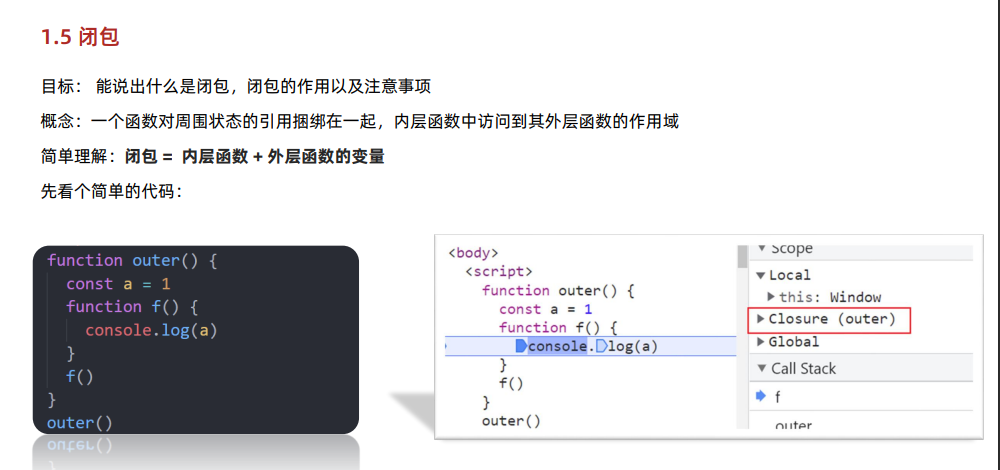 1.5 闭包
目标： 能说出什么是闭包，闭包的作用以及注意事项
概念：一个函数对周围状态的引用捆绑在一起，内层函数中访问到其外层函数的作用域
简单理解：闭包 = 内层函数 + 外层函数的变量
先看个简单的代码：
function outer() {
const a = 1
function f() {
console.log(a)
}
f()
}
outer()
outer()
}
<body>
<script>
function outer() {
const a = 1
function f() {
console.log(a)
}
f()
}
outer()
Scope
Local
this: Window
Closure (outer)
Global
Call Stack
f
outer